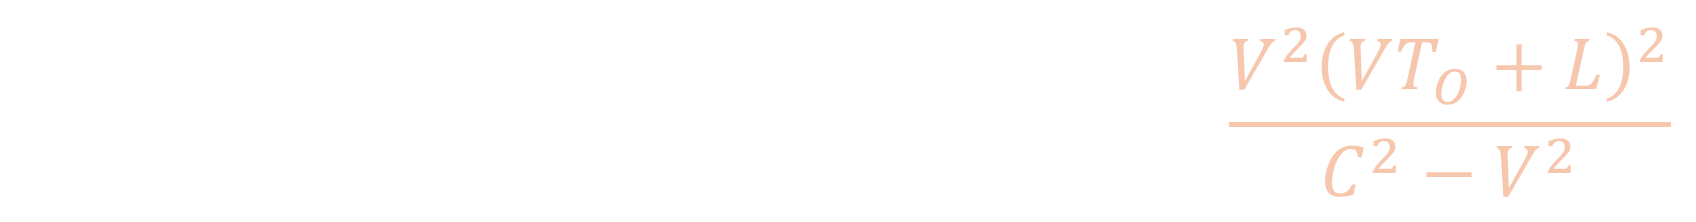 V²(VT_O + L)²
C² − V²